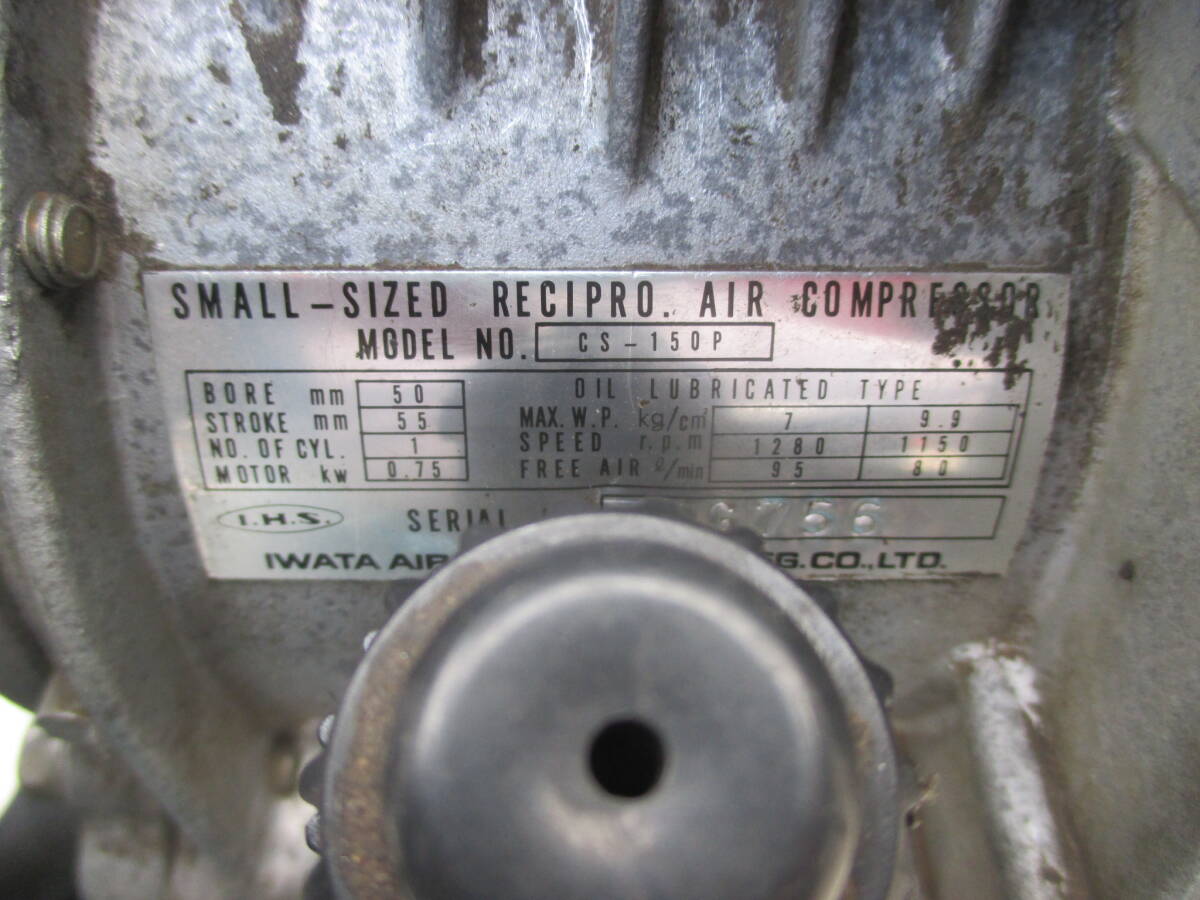 SMALL-SIZED RECIPRO. AIR COMPRESSOR
MODEL NO. CS-150P
BORE mm 50 OIL LUBRICATED TYPE
STROKE mm 55 MAX. W.P. kg/cm² 7 9.9
NO. OF CYL. 1 SPEED r.p.m 1280 1150
MOTOR kw 0.75 FREE AIR ℓ/min 95 80
I.H.S. SERIAL 756
IWATA AIR CO., LTD.